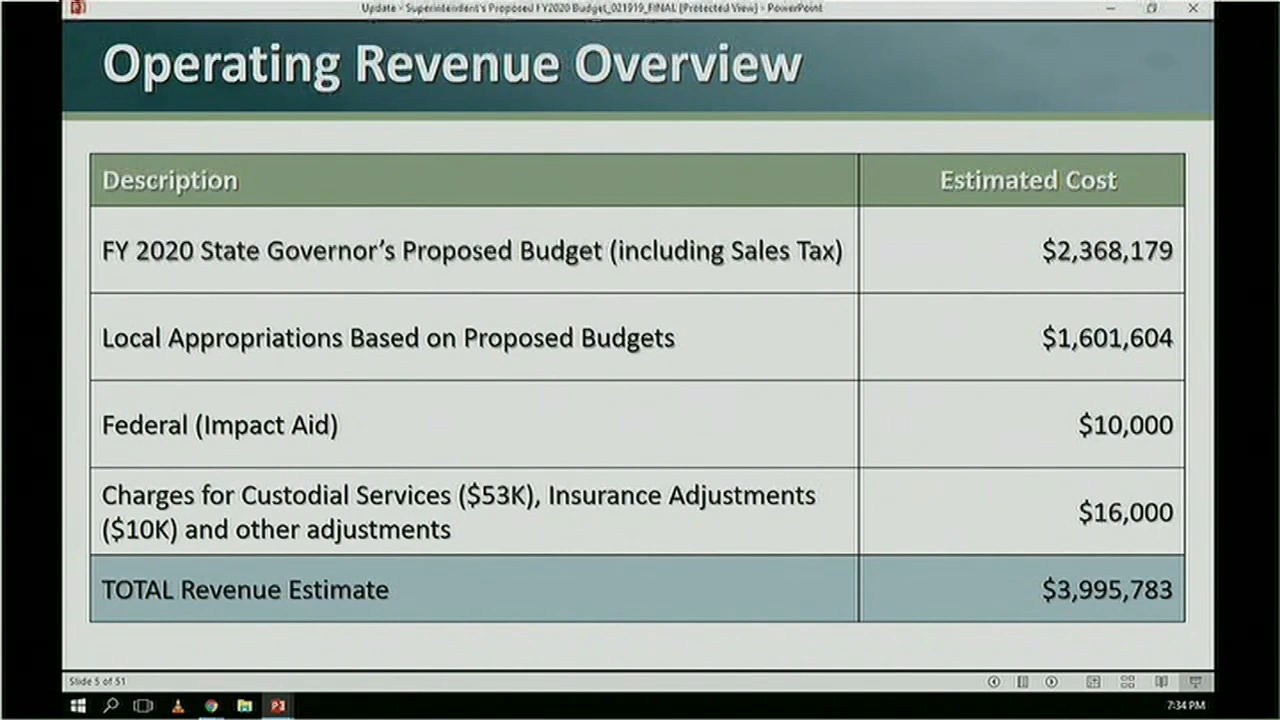 Update - Superintendent's Proposed FY2020 Budget_021919_FINAL [Protected View] - PowerPoint
Operating Revenue Overview
Description Estimated Cost
FY 2020 State Governor's Proposed Budget (including Sales Tax) $2,368,179
Local Appropriations Based on Proposed Budgets $1,601,604
Federal (Impact Aid) $10,000
Charges for Custodial Services ($53K), Insurance Adjustments
($10K) and other adjustments $16,000
TOTAL Revenue Estimate $3,995,783
Slide 5 of 51
7:34 PM